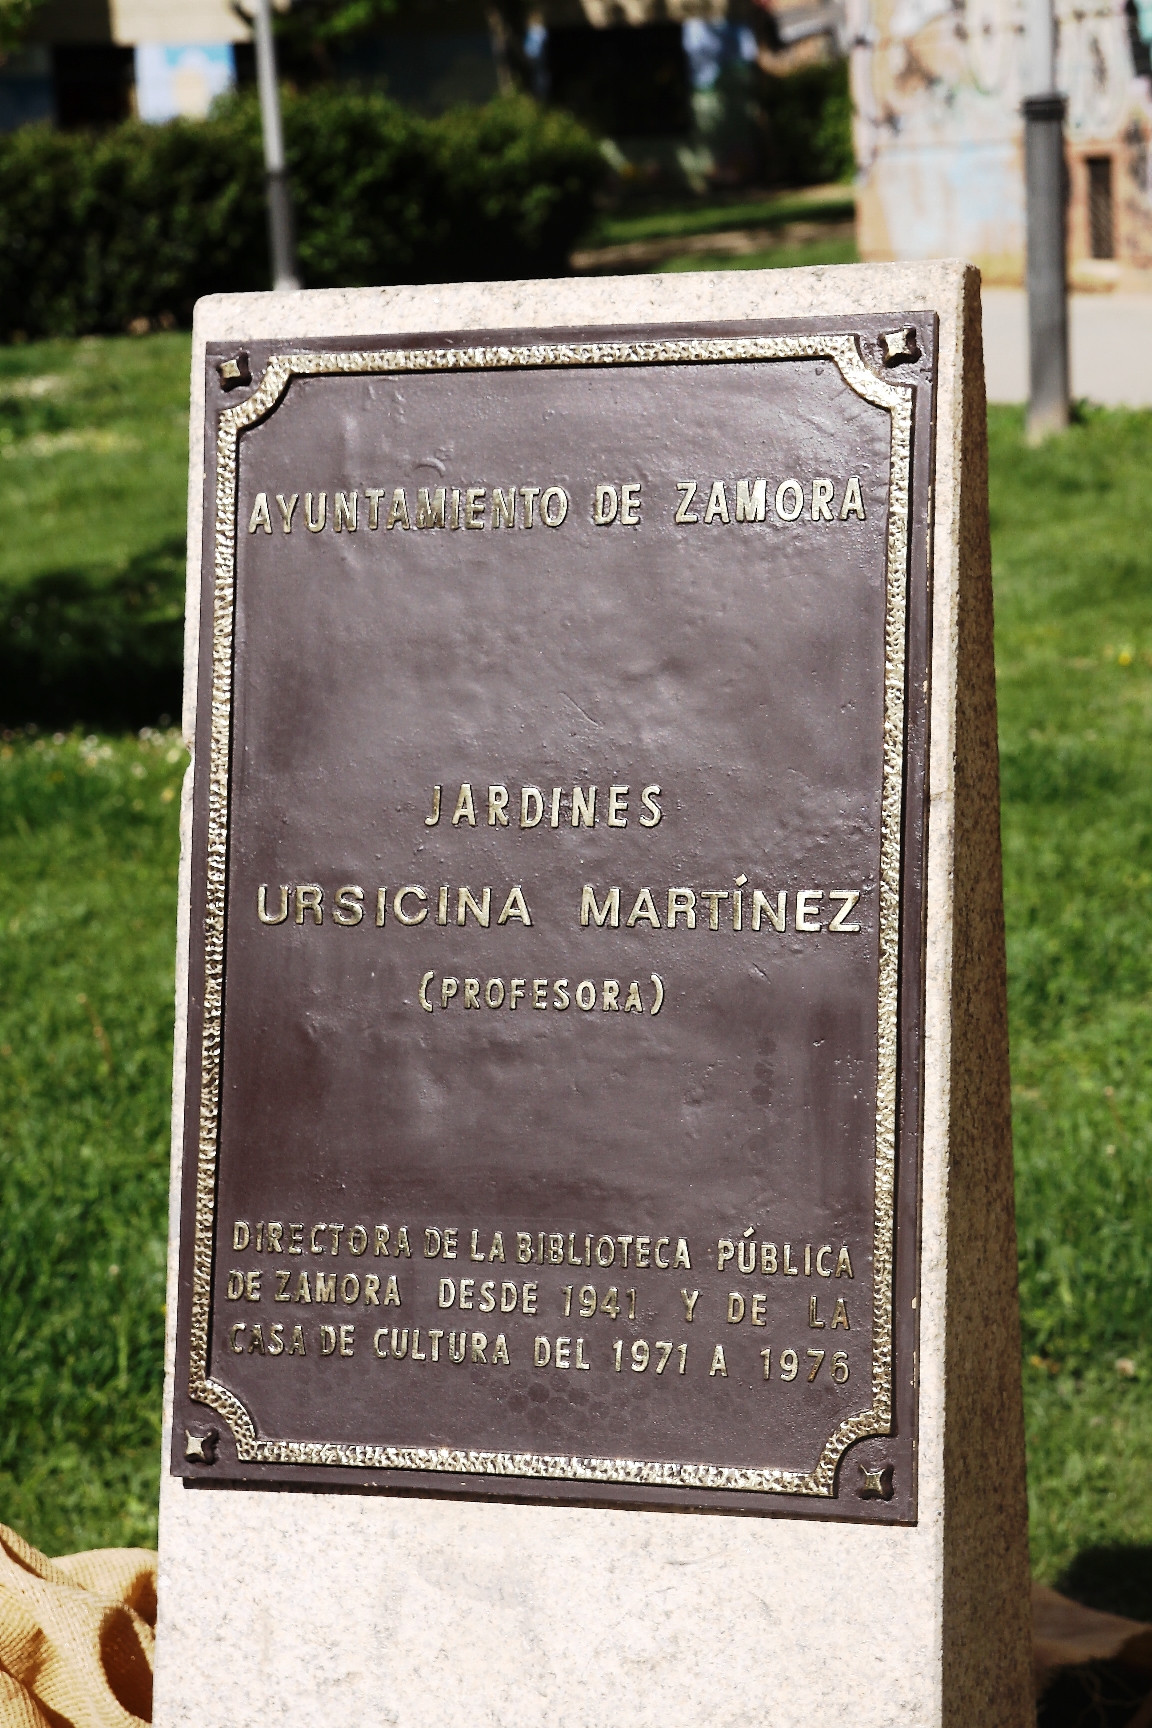 AYUNTAMIENTO DE ZAMORA
JARDINES
URSICINA MARTÍNEZ
(PROFESORA)
DIRECTORA DE LA BIBLIOTECA PÚBLICA
DE ZAMORA DESDE 1941 Y DE LA
CASA DE CULTURA DEL 1971 A 1976